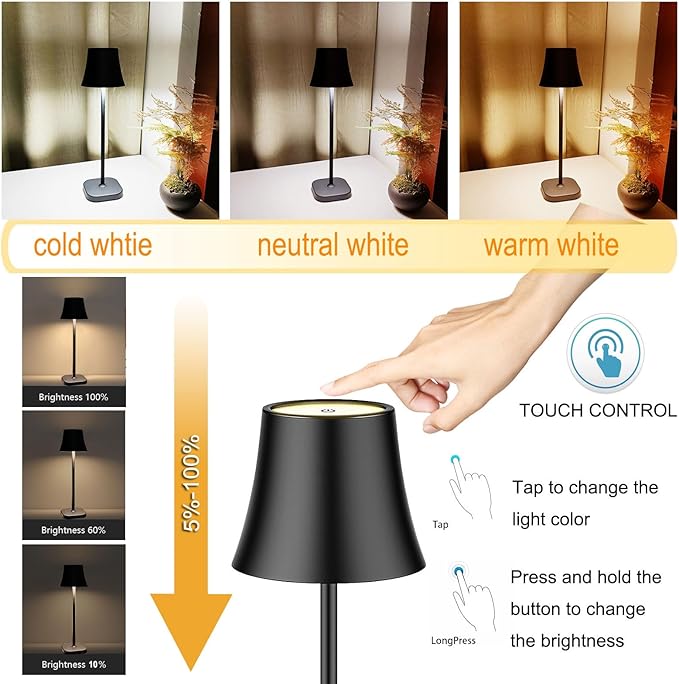 cold whtie
neutral white
warm white
Brightness 100%
Brightness 60%
Brightness 10%
5%-100%
TOUCH CONTROL
Tap
Tap to change the
light color
LongPress
Press and hold the
button to change
the brightness